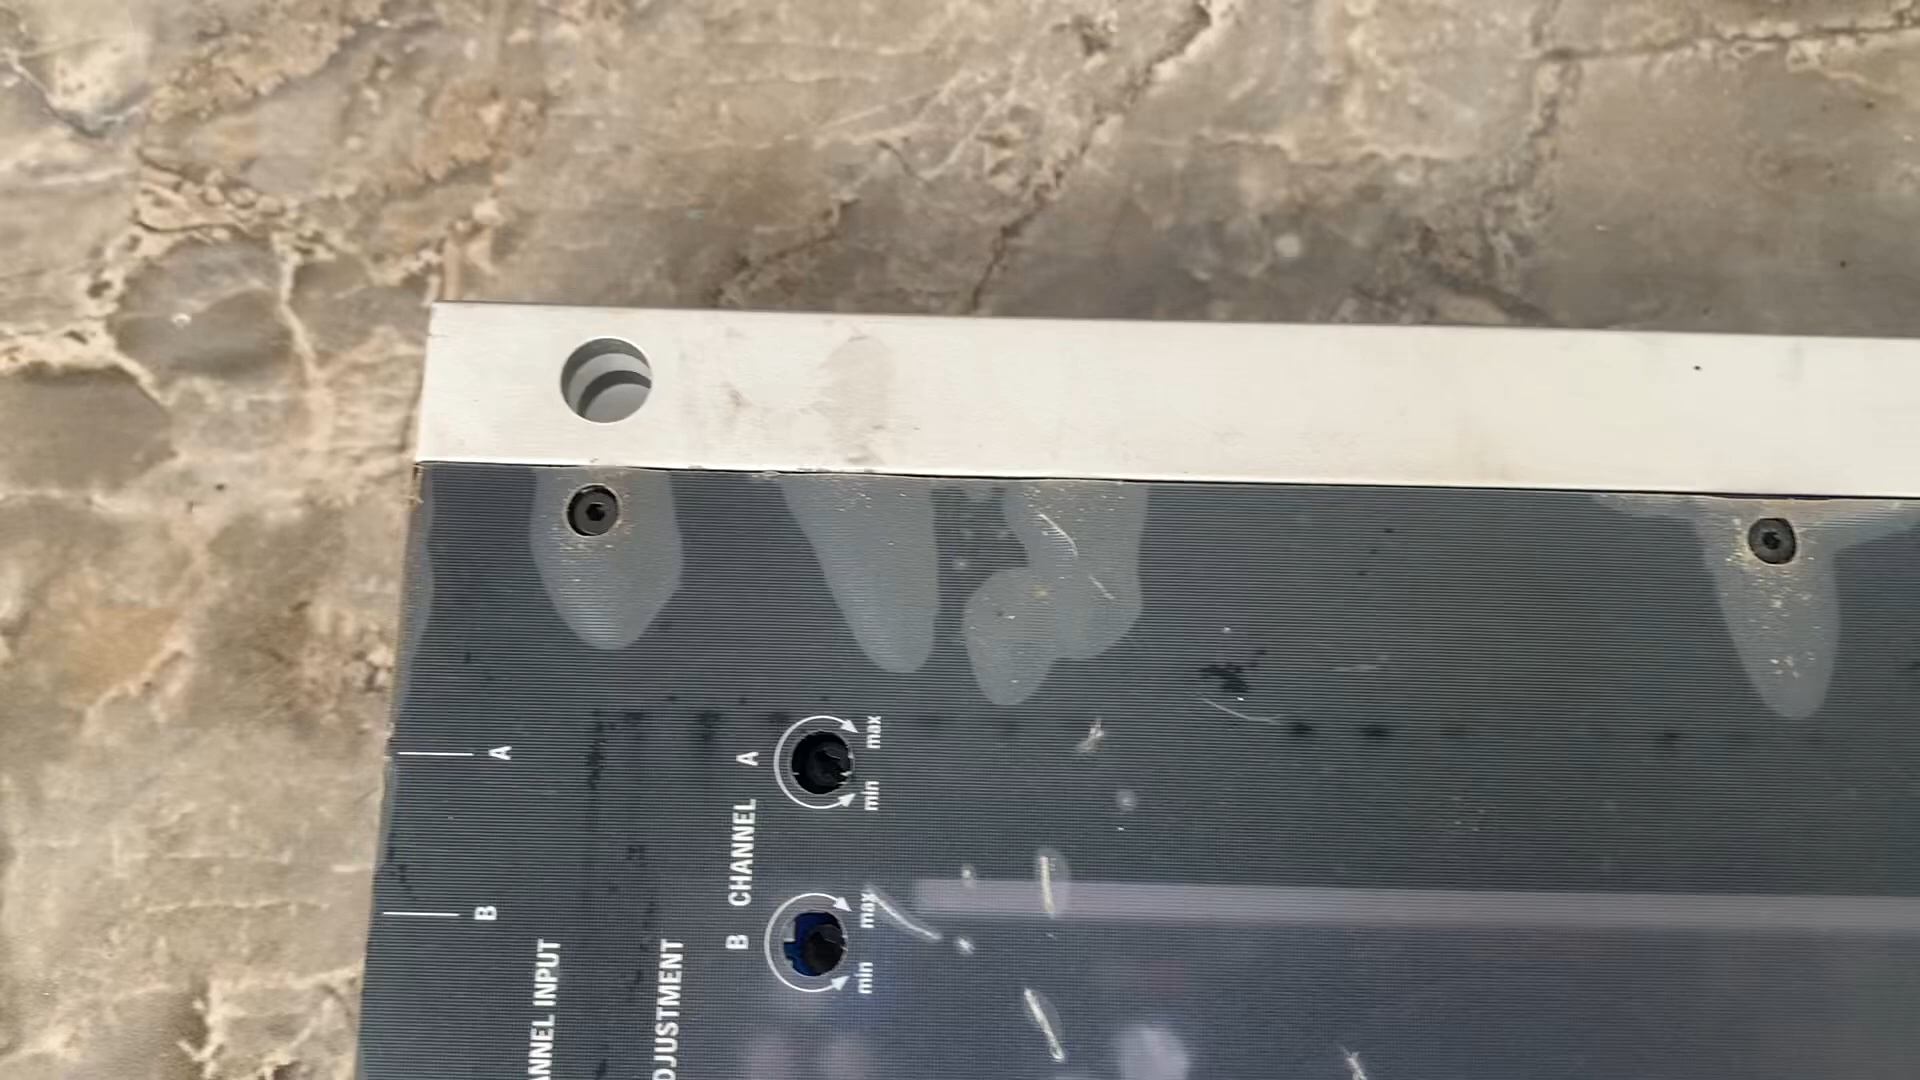 A
B
ANNEL INPUT
DJUSTMENT
B CHANNEL A
max
min
max
min